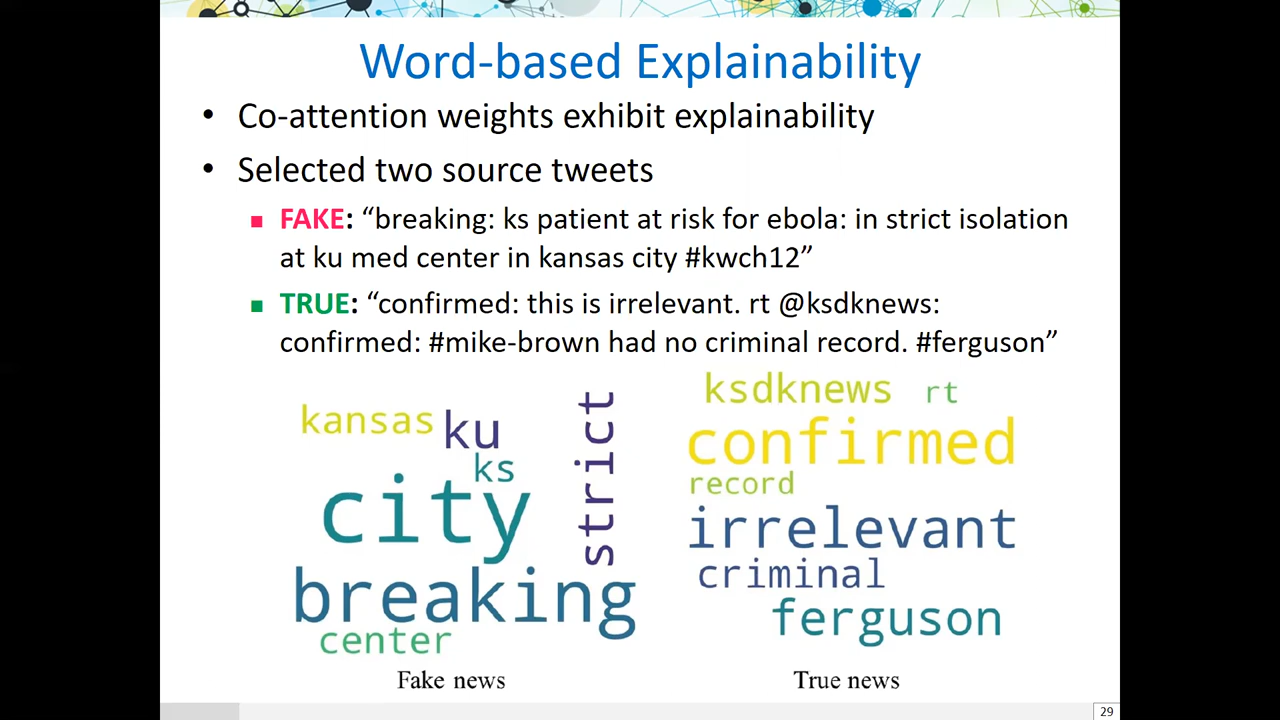 Word-based Explainability
• Co-attention weights exhibit explainability
• Selected two source tweets
■ FAKE: “breaking: ks patient at risk for ebola: in strict isolation
at ku med center in kansas city #kwch12”
■ TRUE: “confirmed: this is irrelevant. rt @ksdknews:
confirmed: #mike-brown had no criminal record. #ferguson”
kansas
ku
ks
strict
city
breaking
center
Fake news
ksdknews
rt
confirmed
record
irrelevant
criminal
ferguson
True news
29